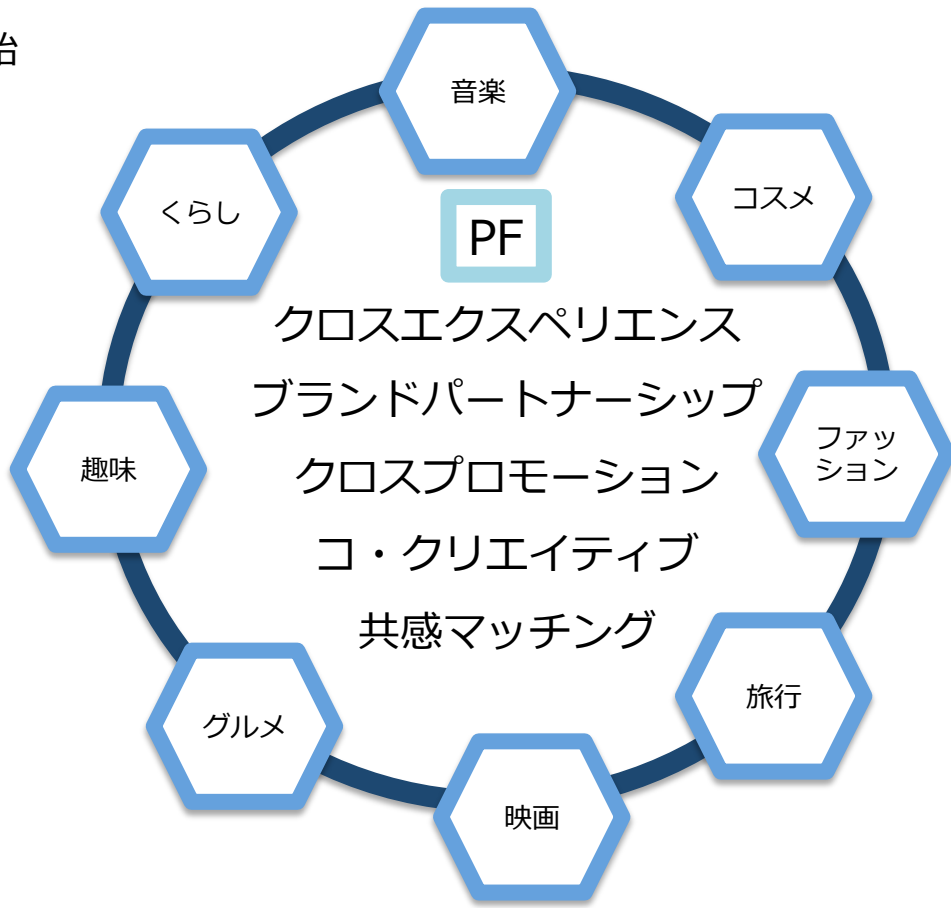 始
音楽
コスメ
くらし
PF
クロスエクスペリエンス
ブランドパートナーシップ
クロスプロモーション
コ・クリエイティブ
共感マッチング
ファッ
ション
趣味
旅行
グルメ
映画